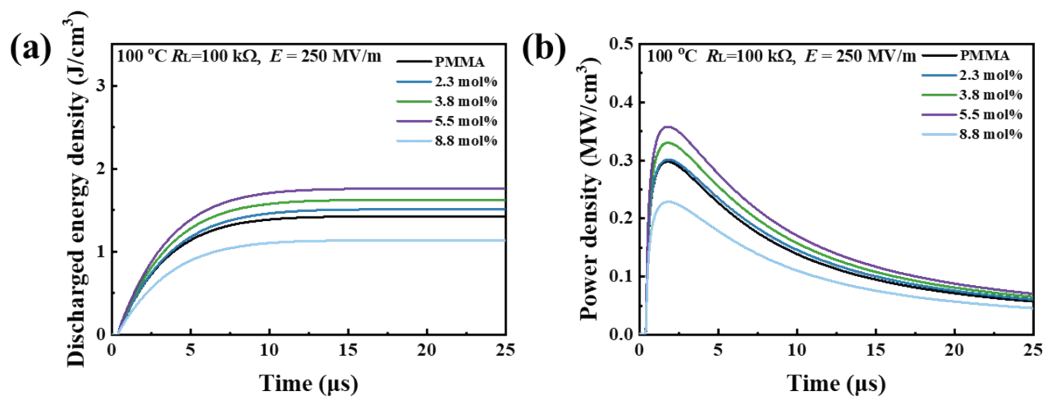 (a)
Discharged energy density (J/cm³)
100 °C R_L=100 kΩ, E = 250 MV/m
PMMA
2.3 mol%
3.8 mol%
5.5 mol%
8.8 mol%
3
2
1
0
0 5 10 15 20 25
Time (μs)
(b)
Power density (MW/cm³)
100 °C R_L=100 kΩ, E = 250 MV/m
PMMA
2.3 mol%
3.8 mol%
5.5 mol%
8.8 mol%
0.5
0.4
0.3
0.2
0.1
0.0
0 5 10 15 20 25
Time (μs)